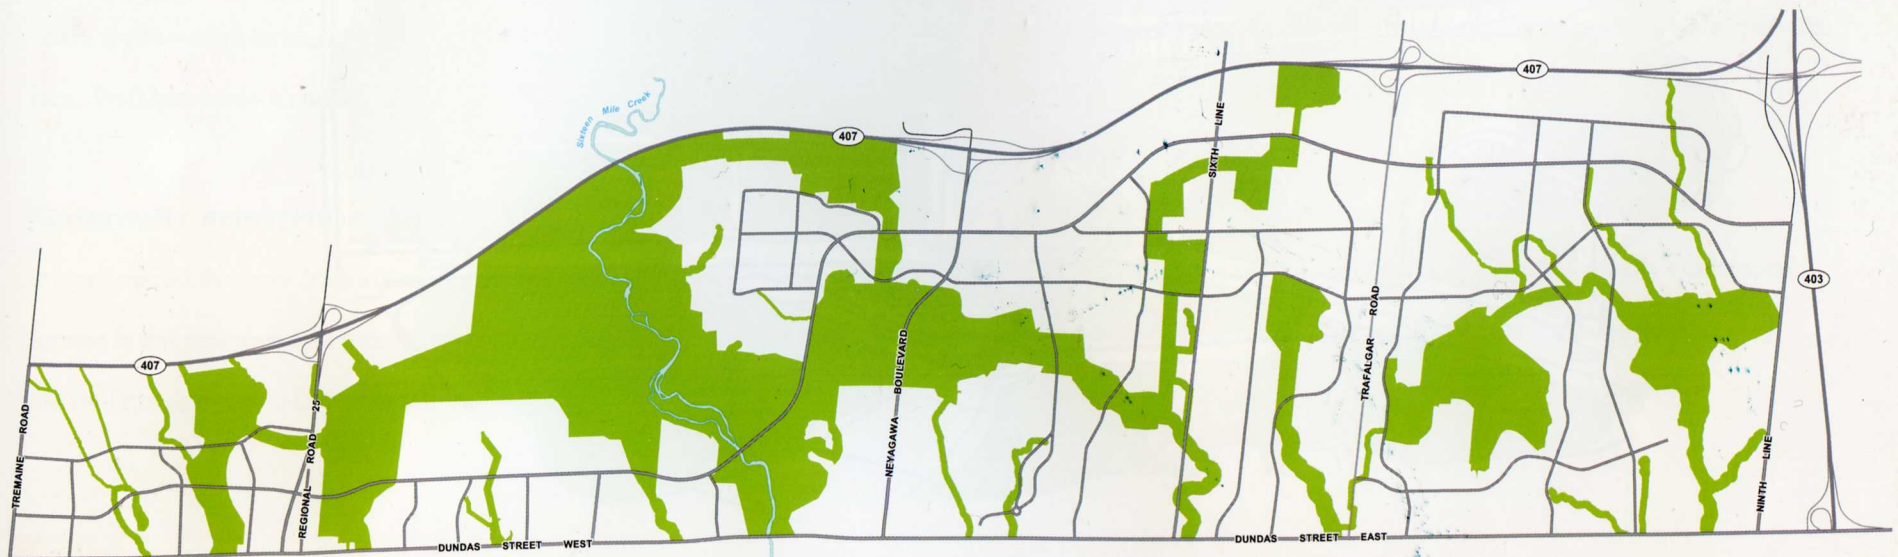 407
407
407
403
Sixteen Mile Creek
TREMAINE ROAD
REGIONAL ROAD 25
NEYAGAWA BOULEVARD
SIXTH LINE
TRAFALGAR ROAD
NINTH LINE
DUNDAS STREET WEST
DUNDAS STREET EAST